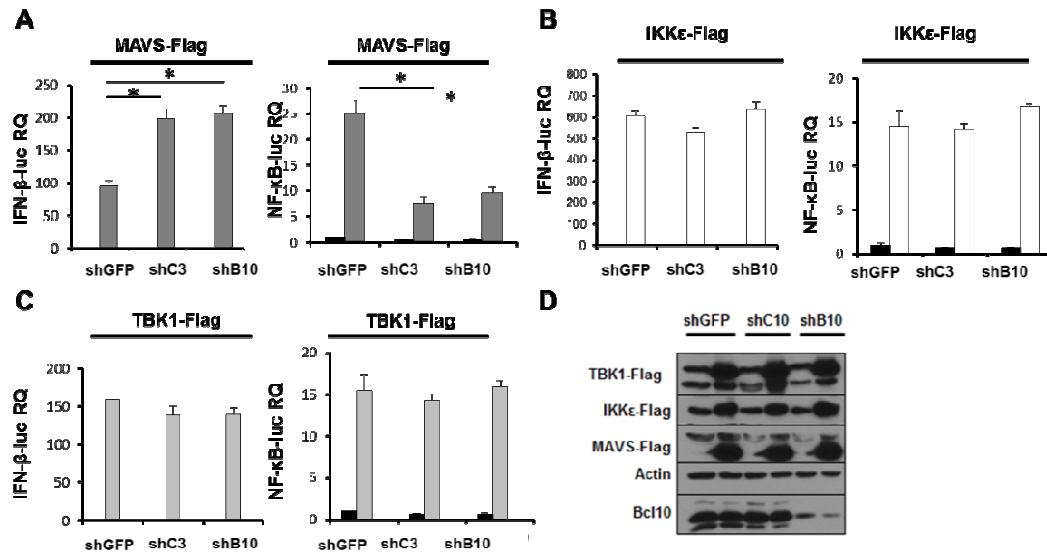 A
MAVS-Flag
MAVS-Flag
*
*
*
*
IFN-β-luc RQ
250
200
150
100
50
0
shGFP
shC3
shB10
NF-κB-luc RQ
30
25
20
15
10
5
0
shGFP
shC3
shB10
B
IKKε-Flag
IKKε-Flag
IFN-β-luc RQ
800
700
600
500
400
300
200
100
0
shGFP
shC3
shB10
NF-κB-luc RQ
20
15
10
5
0
shGFP
shC3
shB10
C
TBK1-Flag
TBK1-Flag
IFN-β-luc RQ
200
150
100
50
0
shGFP
shC3
shB10
NF-κB-luc RQ
20
15
10
5
0
shGFP
shC3
shB10
D
shGFP
shC10
shB10
TBK1-Flag
IKKε-Flag
MAVS-Flag
Actin
Bcl10